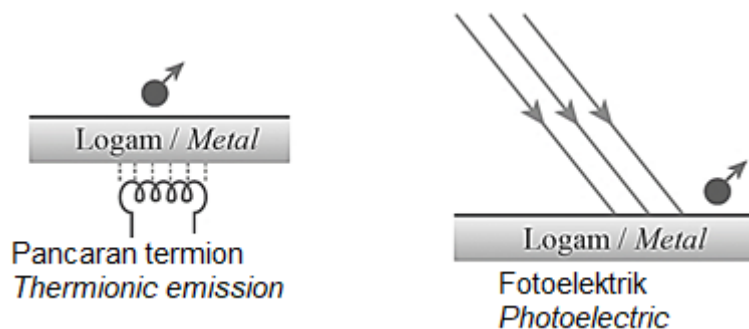 Logam / Metal
Pancaran termion
Thermionic emission
Logam / Metal
Fotoelektrik
Photoelectric